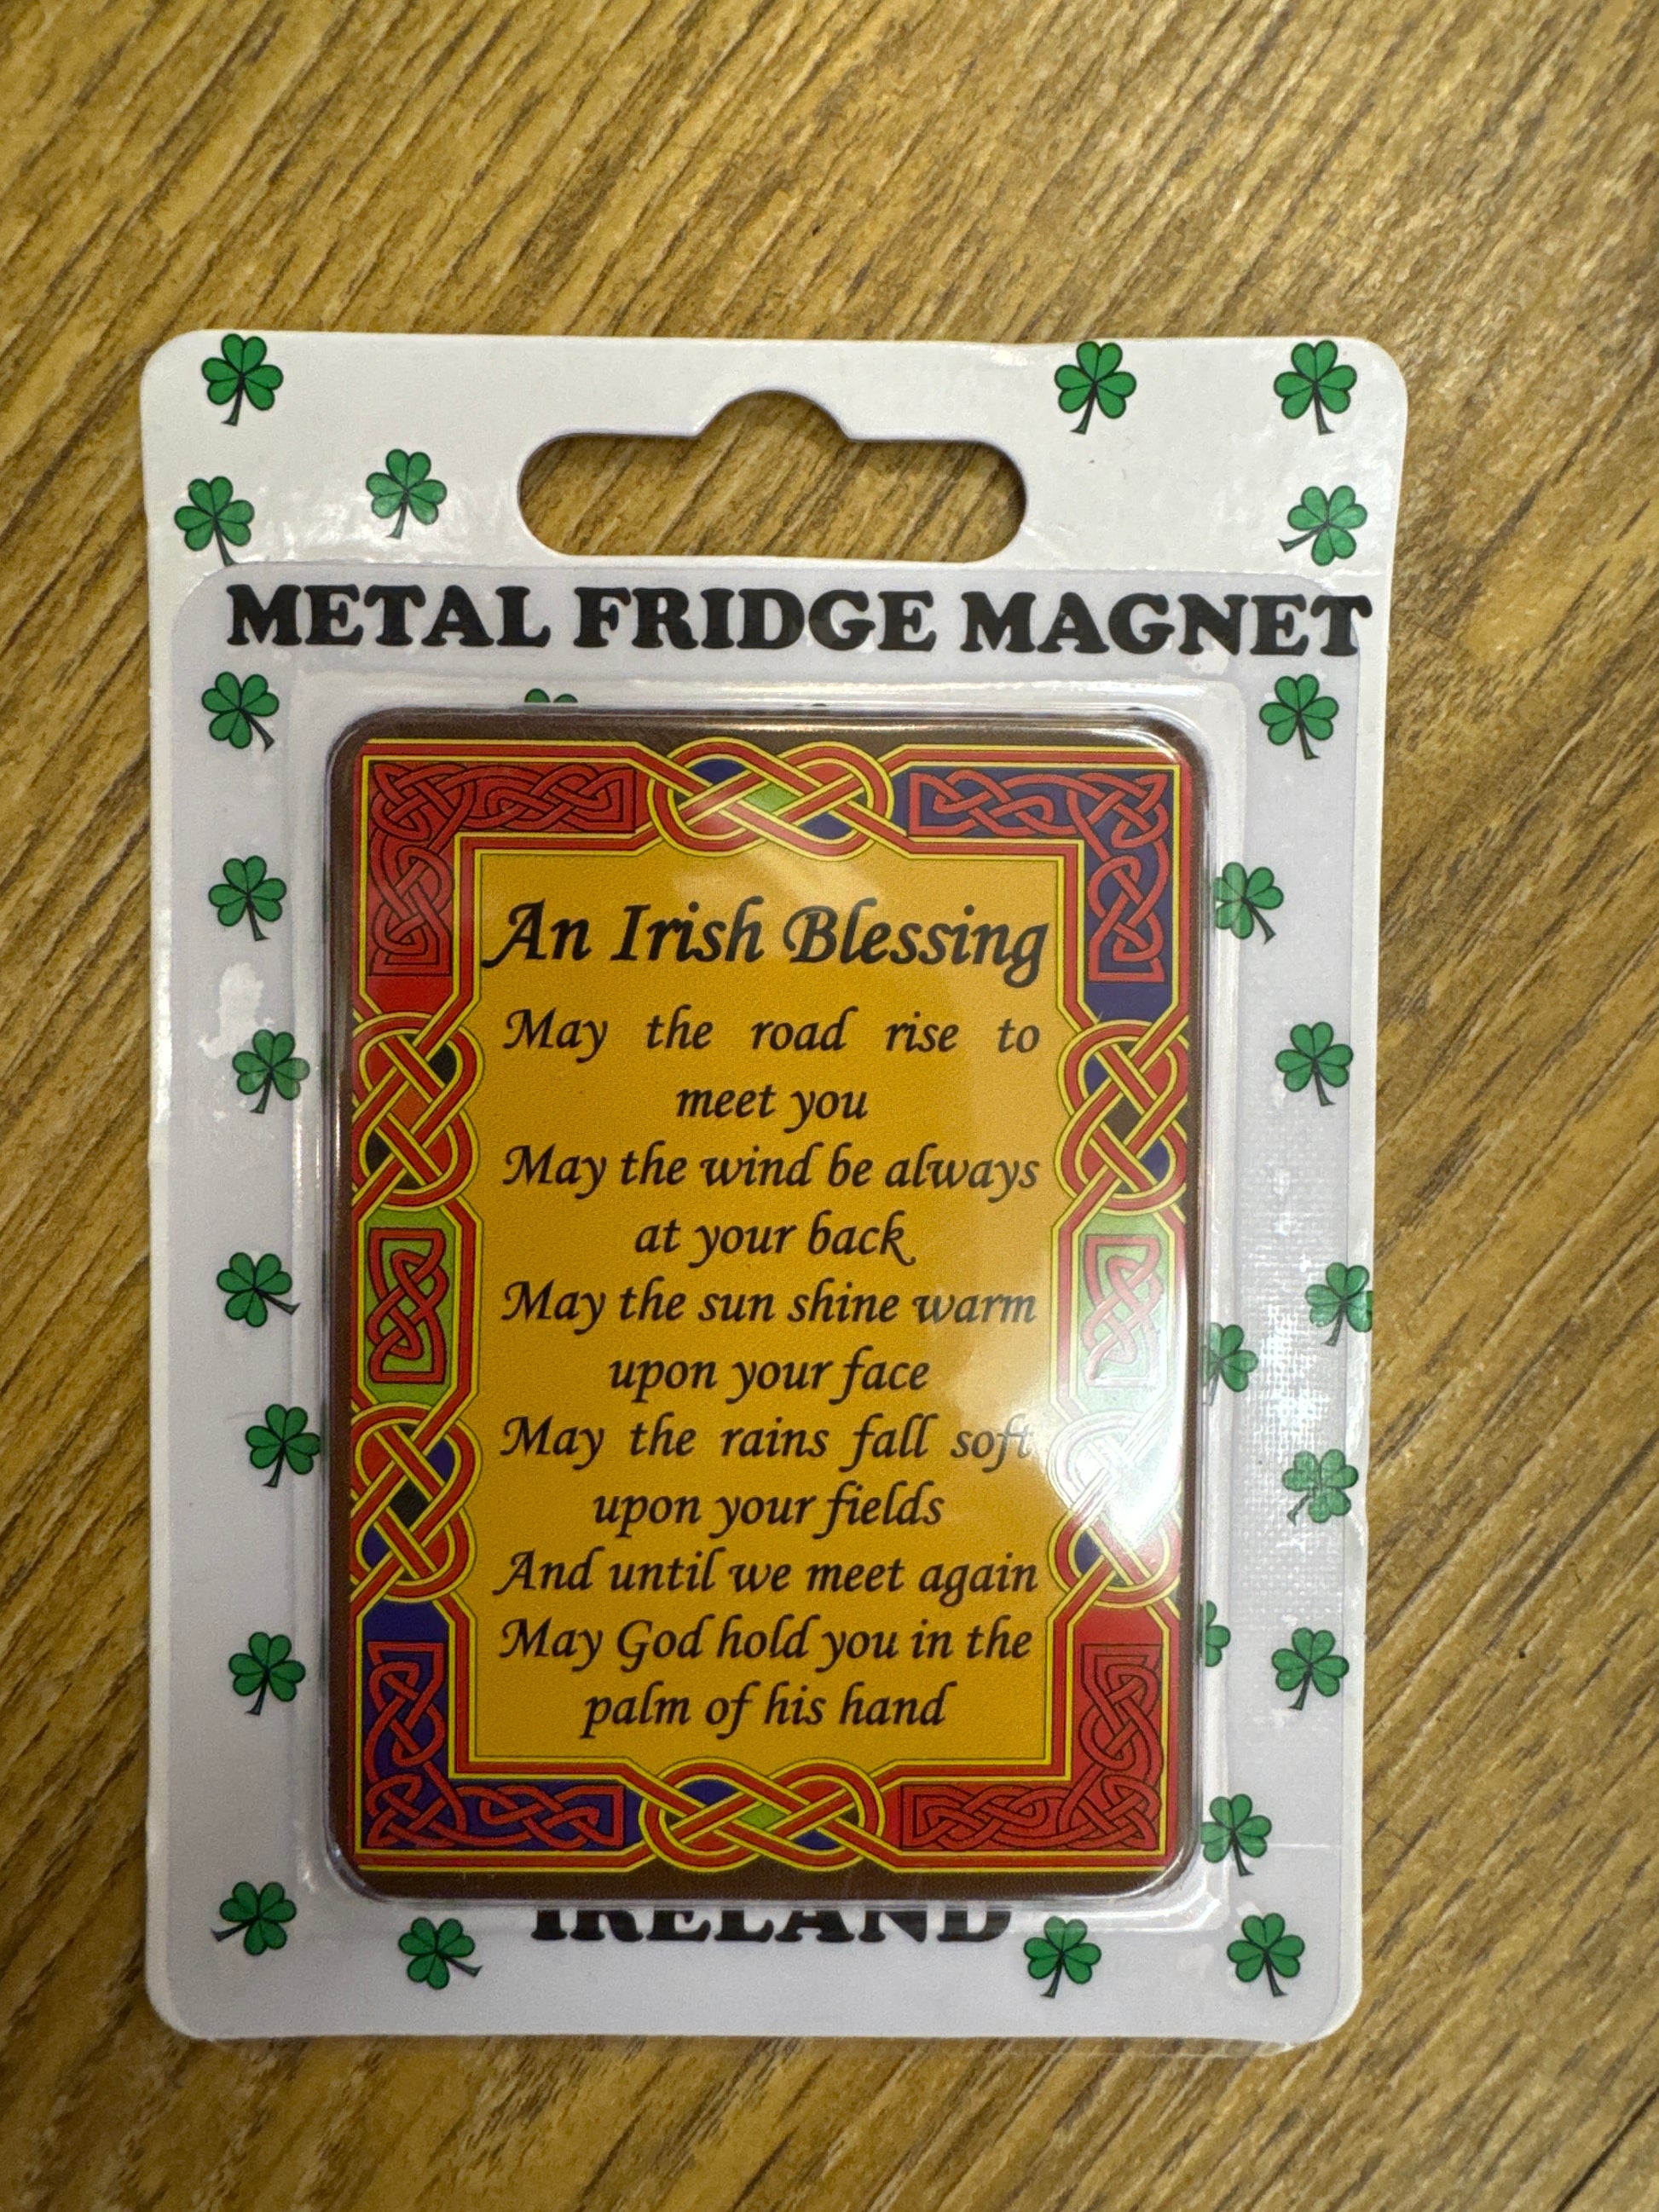 METAL FRIDGE MAGNET
An Irish Blessing
May the road rise to
meet you
May the wind be always
at your back
May the sun shine warm
upon your face
May the rains fall soft
upon your fields
And until we meet again
May God hold you in the
palm of his hand
IRELAND